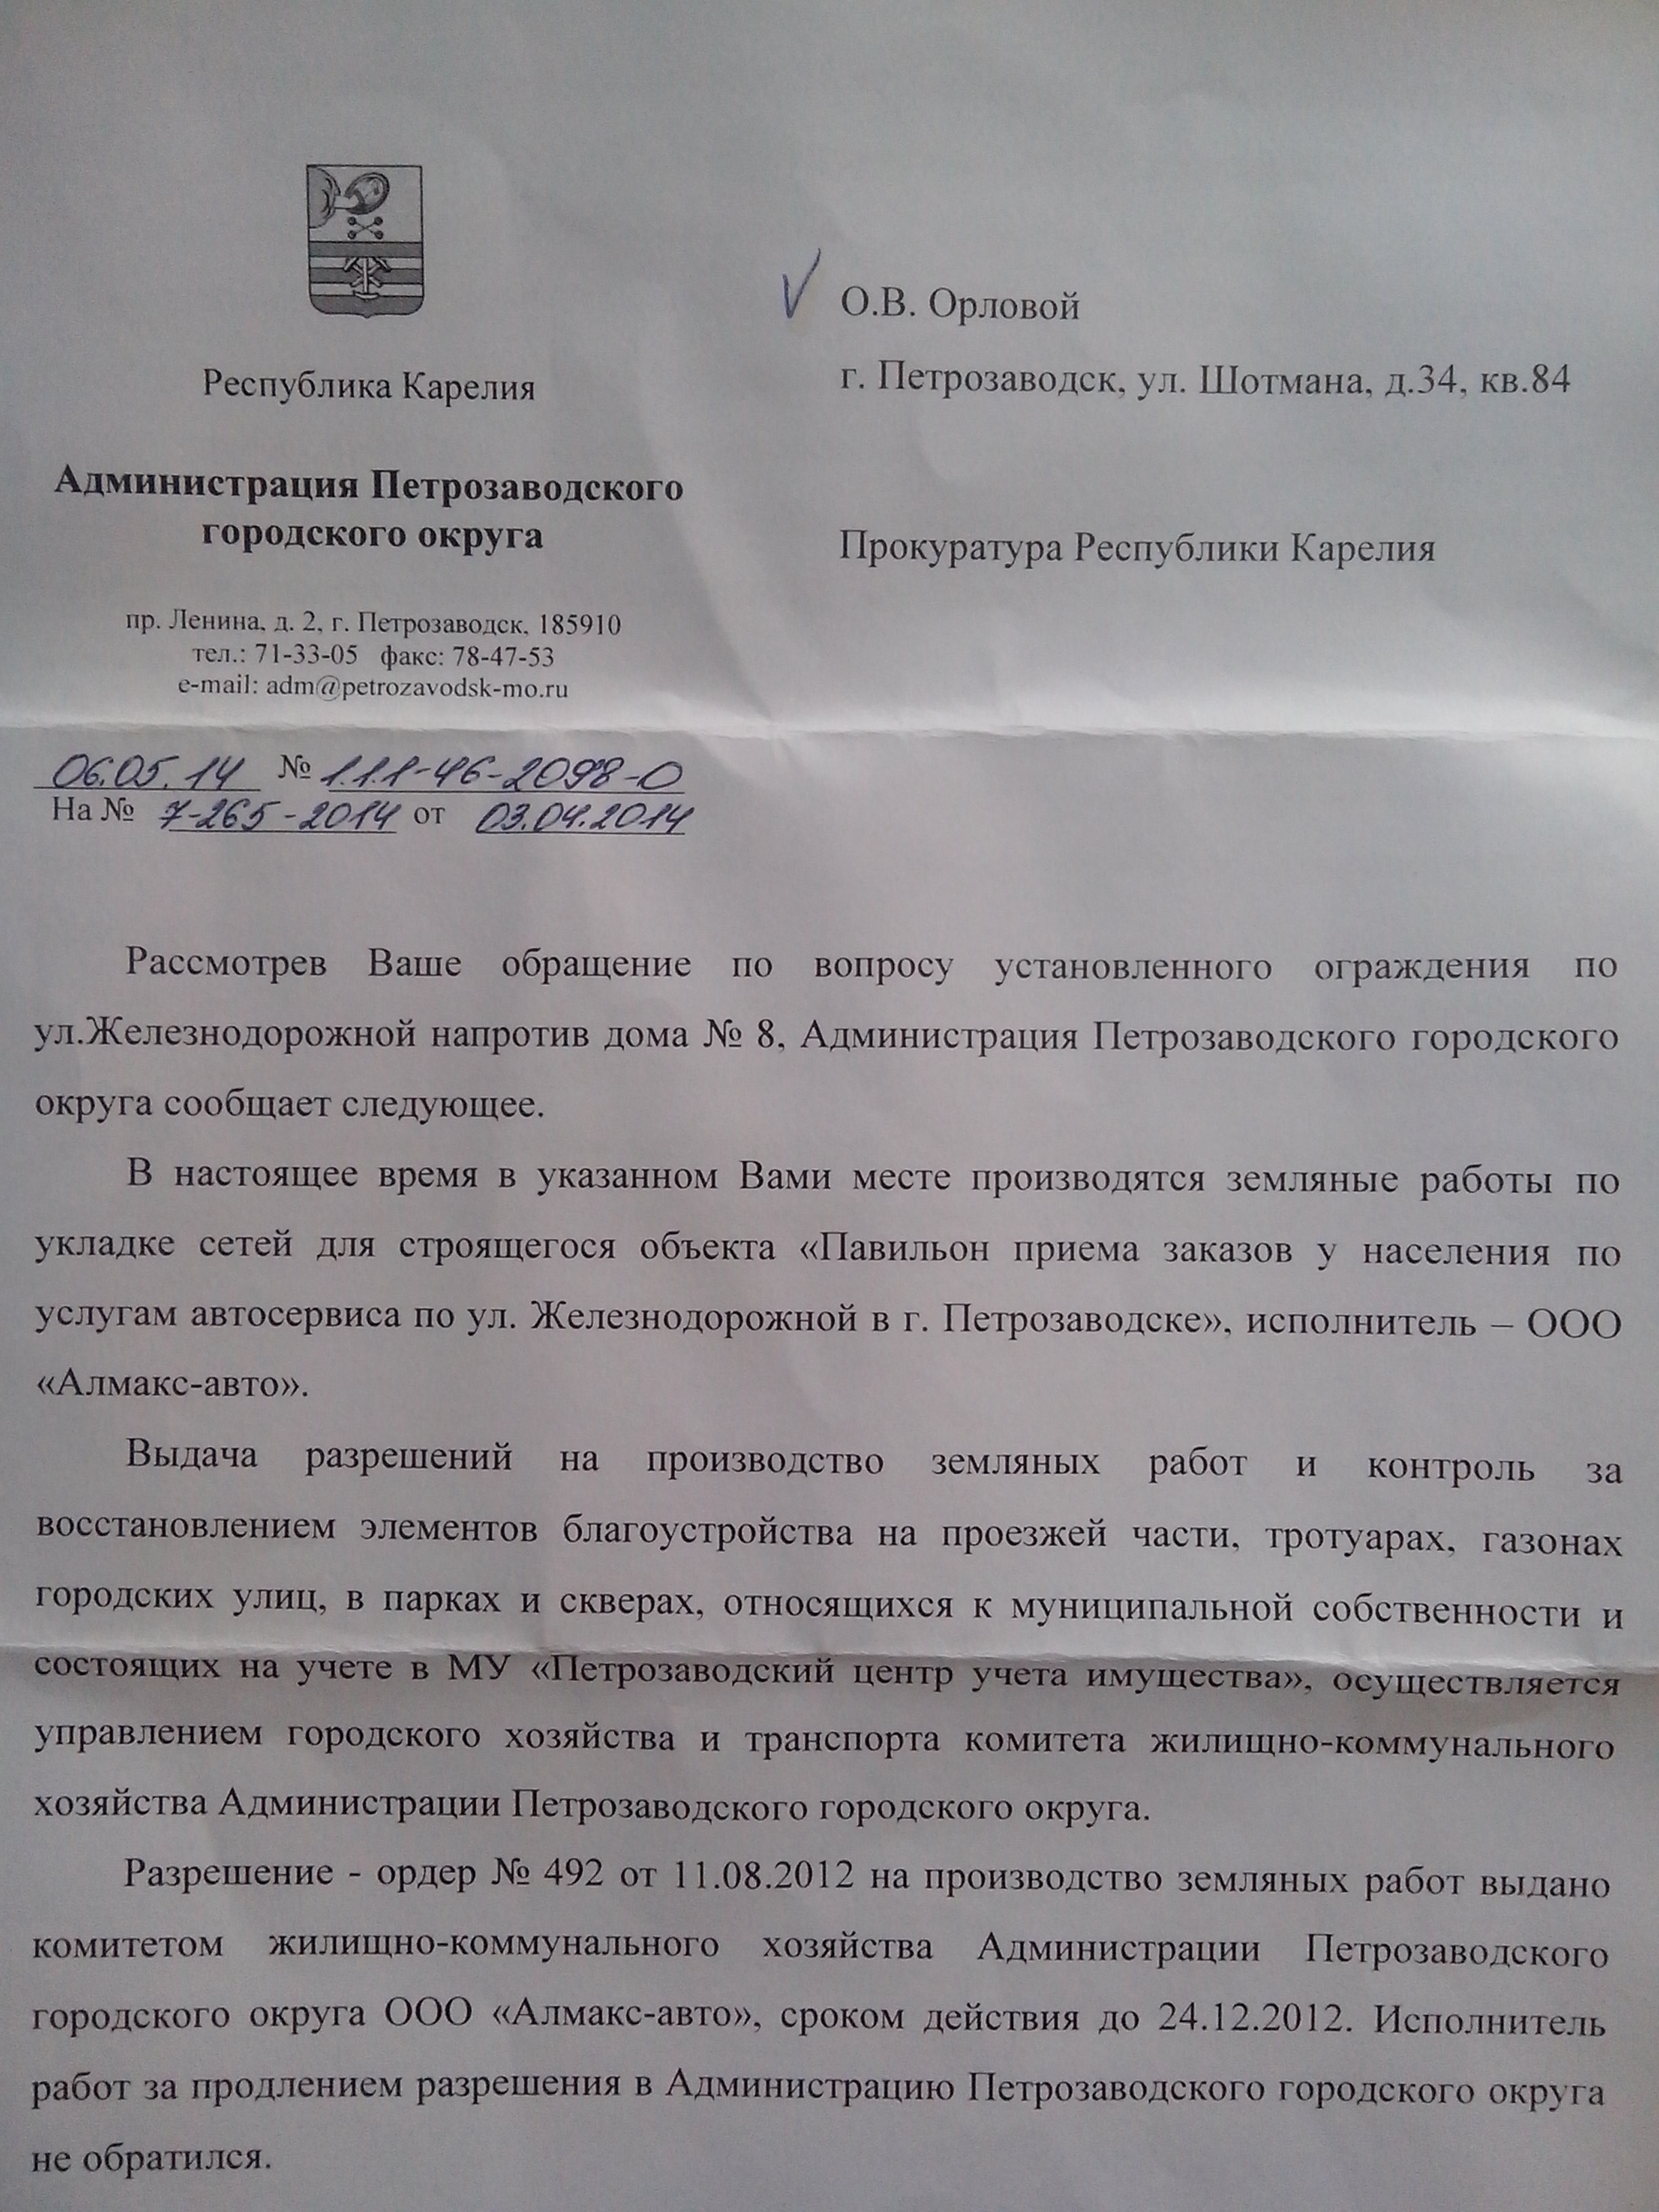 Республика Карелия
Администрация Петрозаводского
городского округа
пр. Ленина, д. 2, г. Петрозаводск, 185910
тел.: 71-33-05 факс: 78-47-53
e-mail: adm@petrozavodsk-mo.ru
06.05.14 № 1.1.1-46-2098-0
На № 7-265-2014 от 03.04.2014
О.В. Орловой
г. Петрозаводск, ул. Шотмана, д.34, кв.84
Прокуратура Республики Карелия
Рассмотрев Ваше обращение по вопросу установленного ограждения по
ул.Железнодорожной напротив дома № 8, Администрация Петрозаводского городского
округа сообщает следующее.
В настоящее время в указанном Вами месте производятся земляные работы по
укладке сетей для строящегося объекта «Павильон приема заказов у населения по
услугам автосервиса по ул. Железнодорожной в г. Петрозаводске», исполнитель – ООО
«Алмакс-авто».
Выдача разрешений на производство земляных работ и контроль за
восстановлением элементов благоустройства на проезжей части, тротуарах, газонах
городских улиц, в парках и скверах, относящихся к муниципальной собственности и
состоящих на учете в МУ «Петрозаводский центр учета имущества», осуществляется
управлением городского хозяйства и транспорта комитета жилищно-коммунального
хозяйства Администрации Петрозаводского городского округа.
Разрешение - ордер № 492 от 11.08.2012 на производство земляных работ выдано
комитетом жилищно-коммунального хозяйства Администрации Петрозаводского
городского округа ООО «Алмакс-авто», сроком действия до 24.12.2012. Исполнитель
работ за продлением разрешения в Администрацию Петрозаводского городского округа
не обратился.